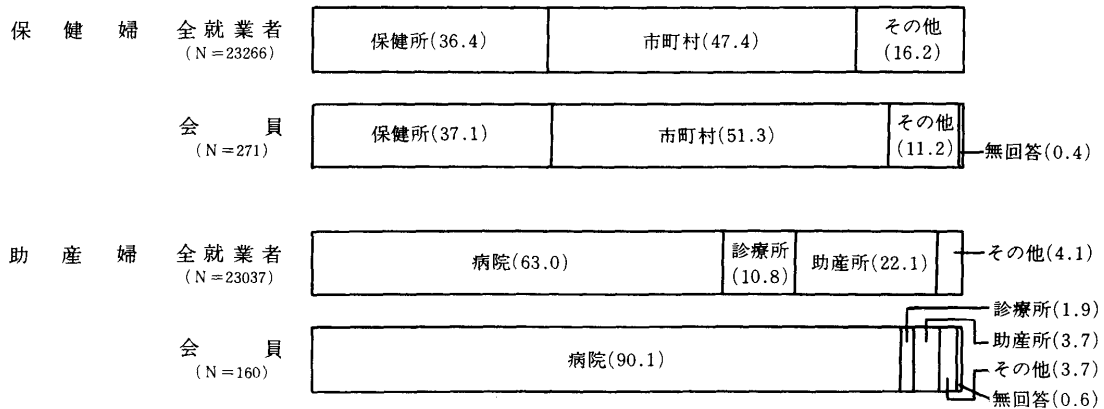 保健婦 全就業者 保健所(36.4) 市町村(47.4) その他
(N=23266) (16.2)
会員 保健所(37.1) 市町村(51.3) その他
(N=271) (11.2) 無回答(0.4)
助産婦 全就業者 病院(63.0) 診療所 助産所(22.1) その他(4.1)
(N=23037) (10.8)
診療所(1.9)
会員 病院(90.1) 助産所(3.7)
(N=160) その他(3.7)
無回答(0.6)